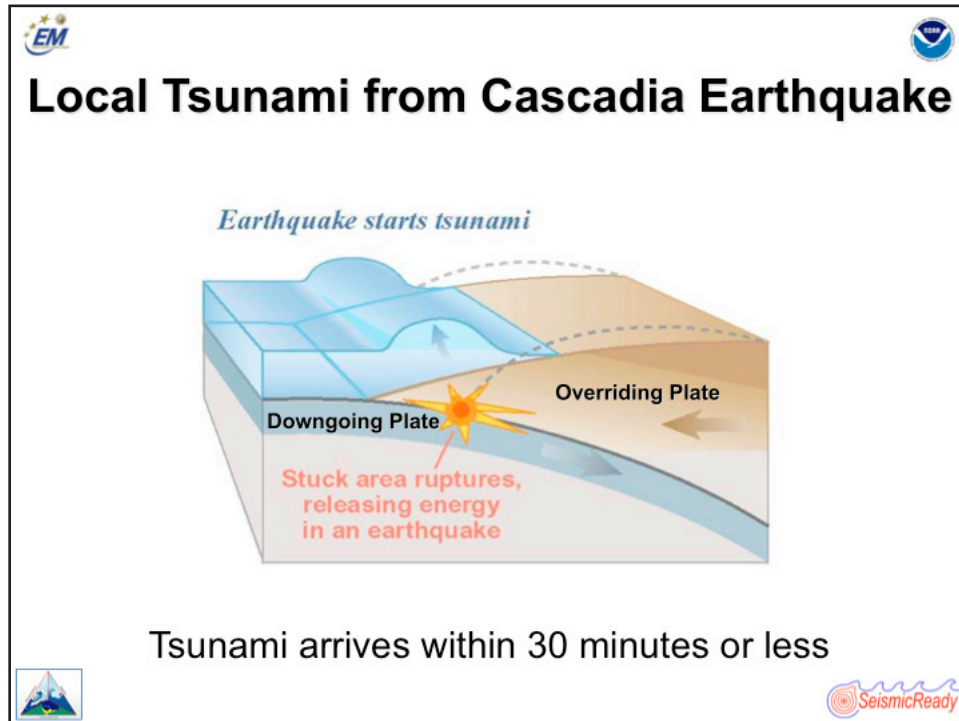 EM
NOAA
Local Tsunami from Cascadia Earthquake
Earthquake starts tsunami
Overriding Plate
Downgoing Plate
Stuck area ruptures,
releasing energy
in an earthquake
Tsunami arrives within 30 minutes or less
SeismicReady